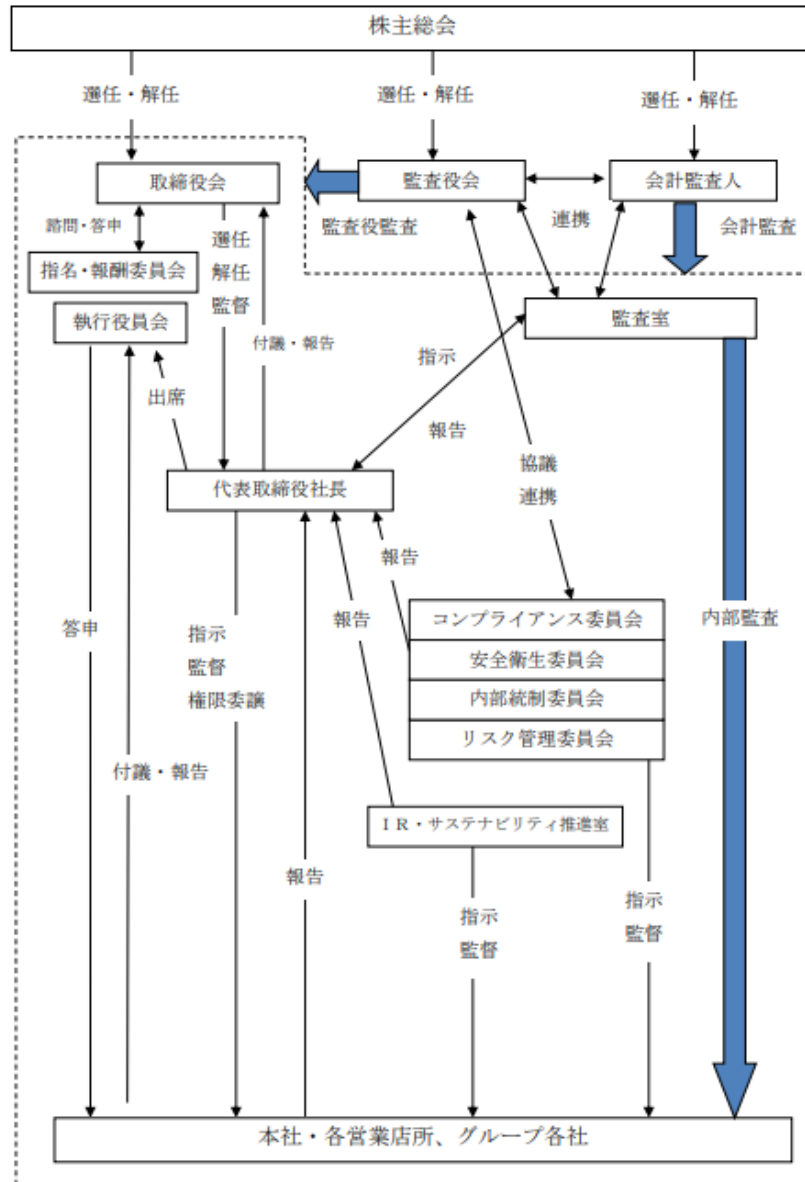 株主総会
選任・解任
選任・解任
選任・解任
取締役会
監査役会
会計監査人
諮問・答申
選任
解任
監督
監査役監査
連携
会計監査
指名・報酬委員会
執行役員会
監査室
付議・報告
指示
出席
報告
代表取締役社長
協議
連携
報告
報告
コンプライアンス委員会
安全衛生委員会
内部統制委員会
リスク管理委員会
内部監査
答申
指示
監督
権限委譲
付議・報告
IR・サステナビリティ推進室
報告
指示
監督
指示
監督
本社・各営業店所、グループ各社